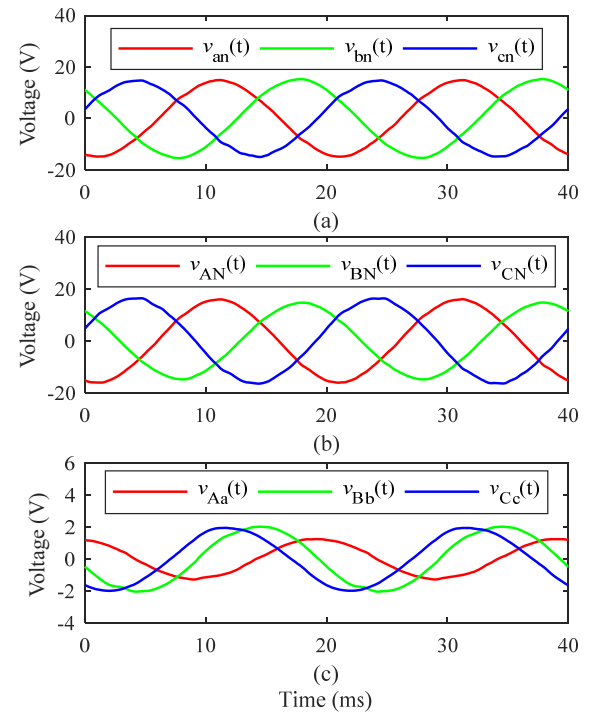 40
v_an(t) v_bn(t) v_cn(t)
20
0
-20
Voltage (V)
0 10 20 30 40
(a)
40
v_AN(t) v_BN(t) v_CN(t)
20
0
-20
Voltage (V)
0 10 20 30 40
(b)
6
v_Aa(t) v_Bb(t) v_Cc(t)
4
2
0
-2
-4
Voltage (V)
0 10 20 30 40
(c)
Time (ms)